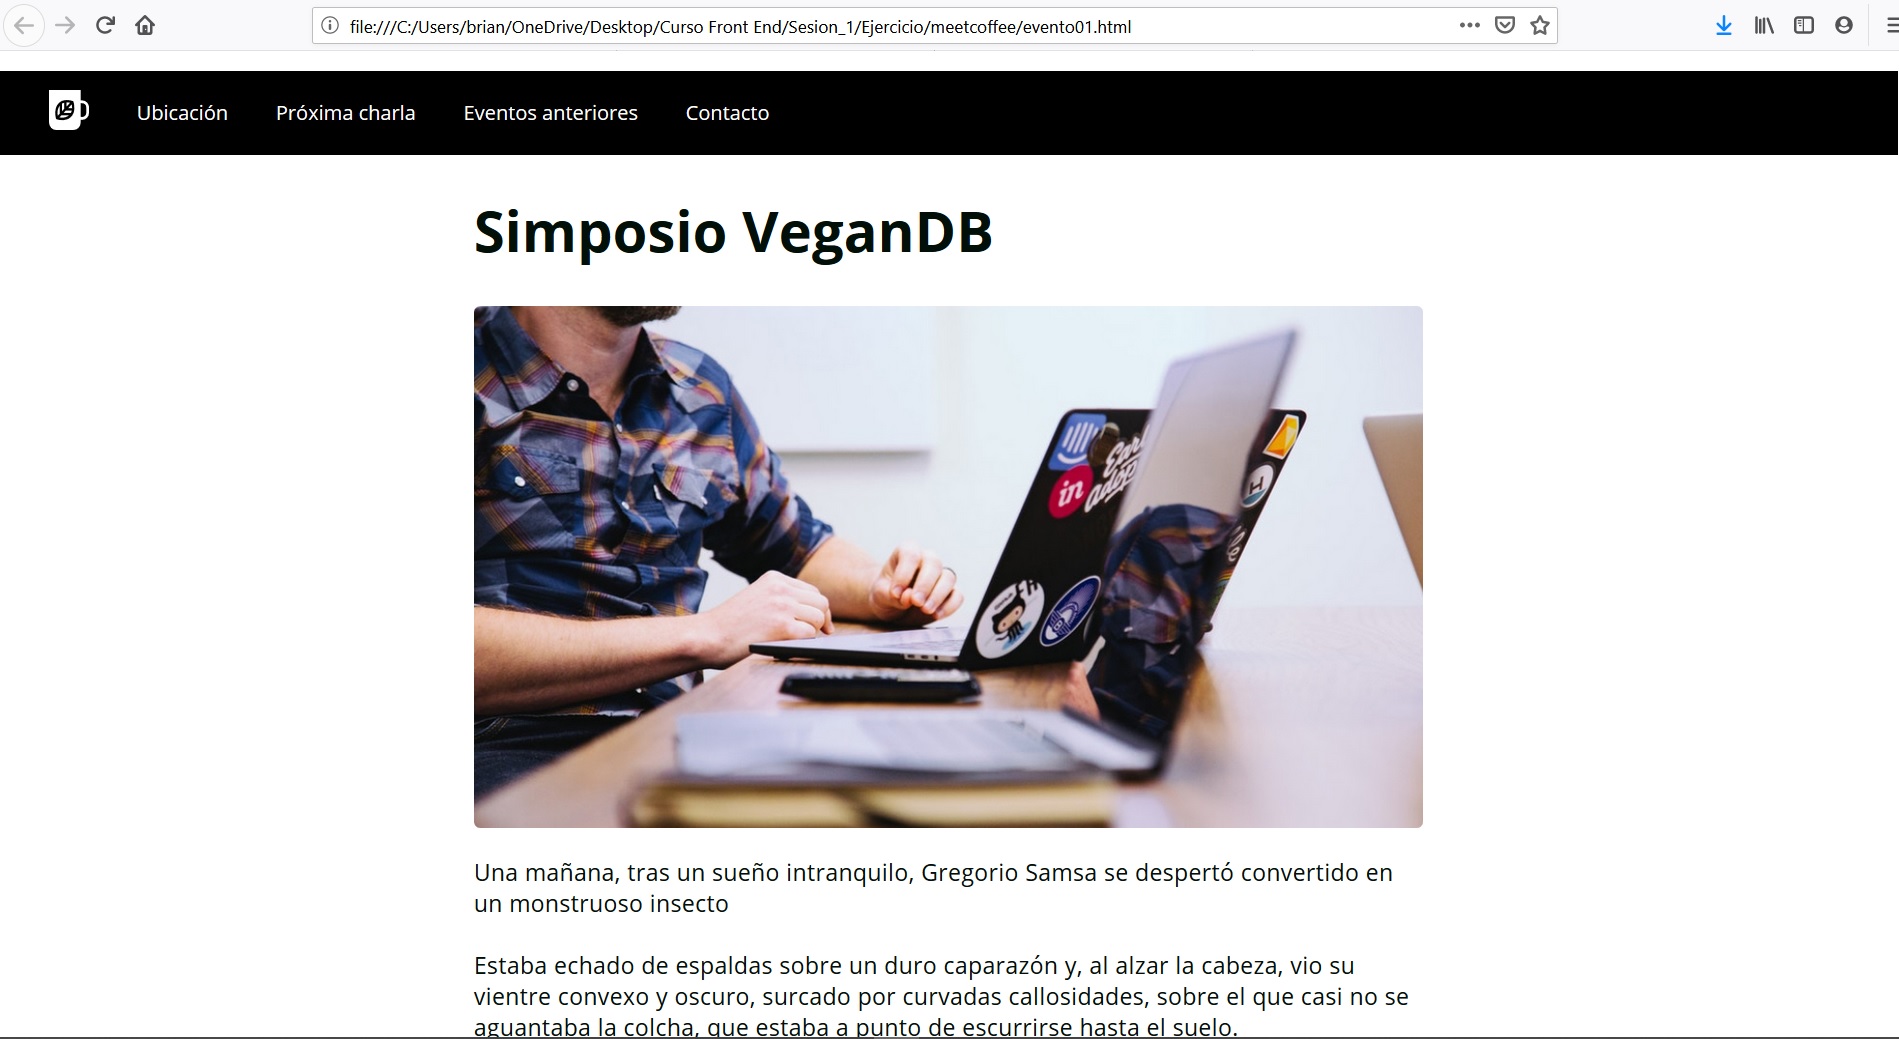 file:///C:/Users/brian/OneDrive/Desktop/Curso Front End/Sesion_1/Ejercicio/meetcoffee/evento01.html
Ubicación Próxima charla Eventos anteriores Contacto
Simposio VeganDB
in
Early
adopter
H
Una mañana, tras un sueño intranquilo, Gregorio Samsa se despertó convertido en
un monstruoso insecto
Estaba echado de espaldas sobre un duro caparazón y, al alzar la cabeza, vio su
vientre convexo y oscuro, surcado por curvadas callosidades, sobre el que casi no se
aguantaba la colcha, que estaba a punto de escurrirse hasta el suelo.